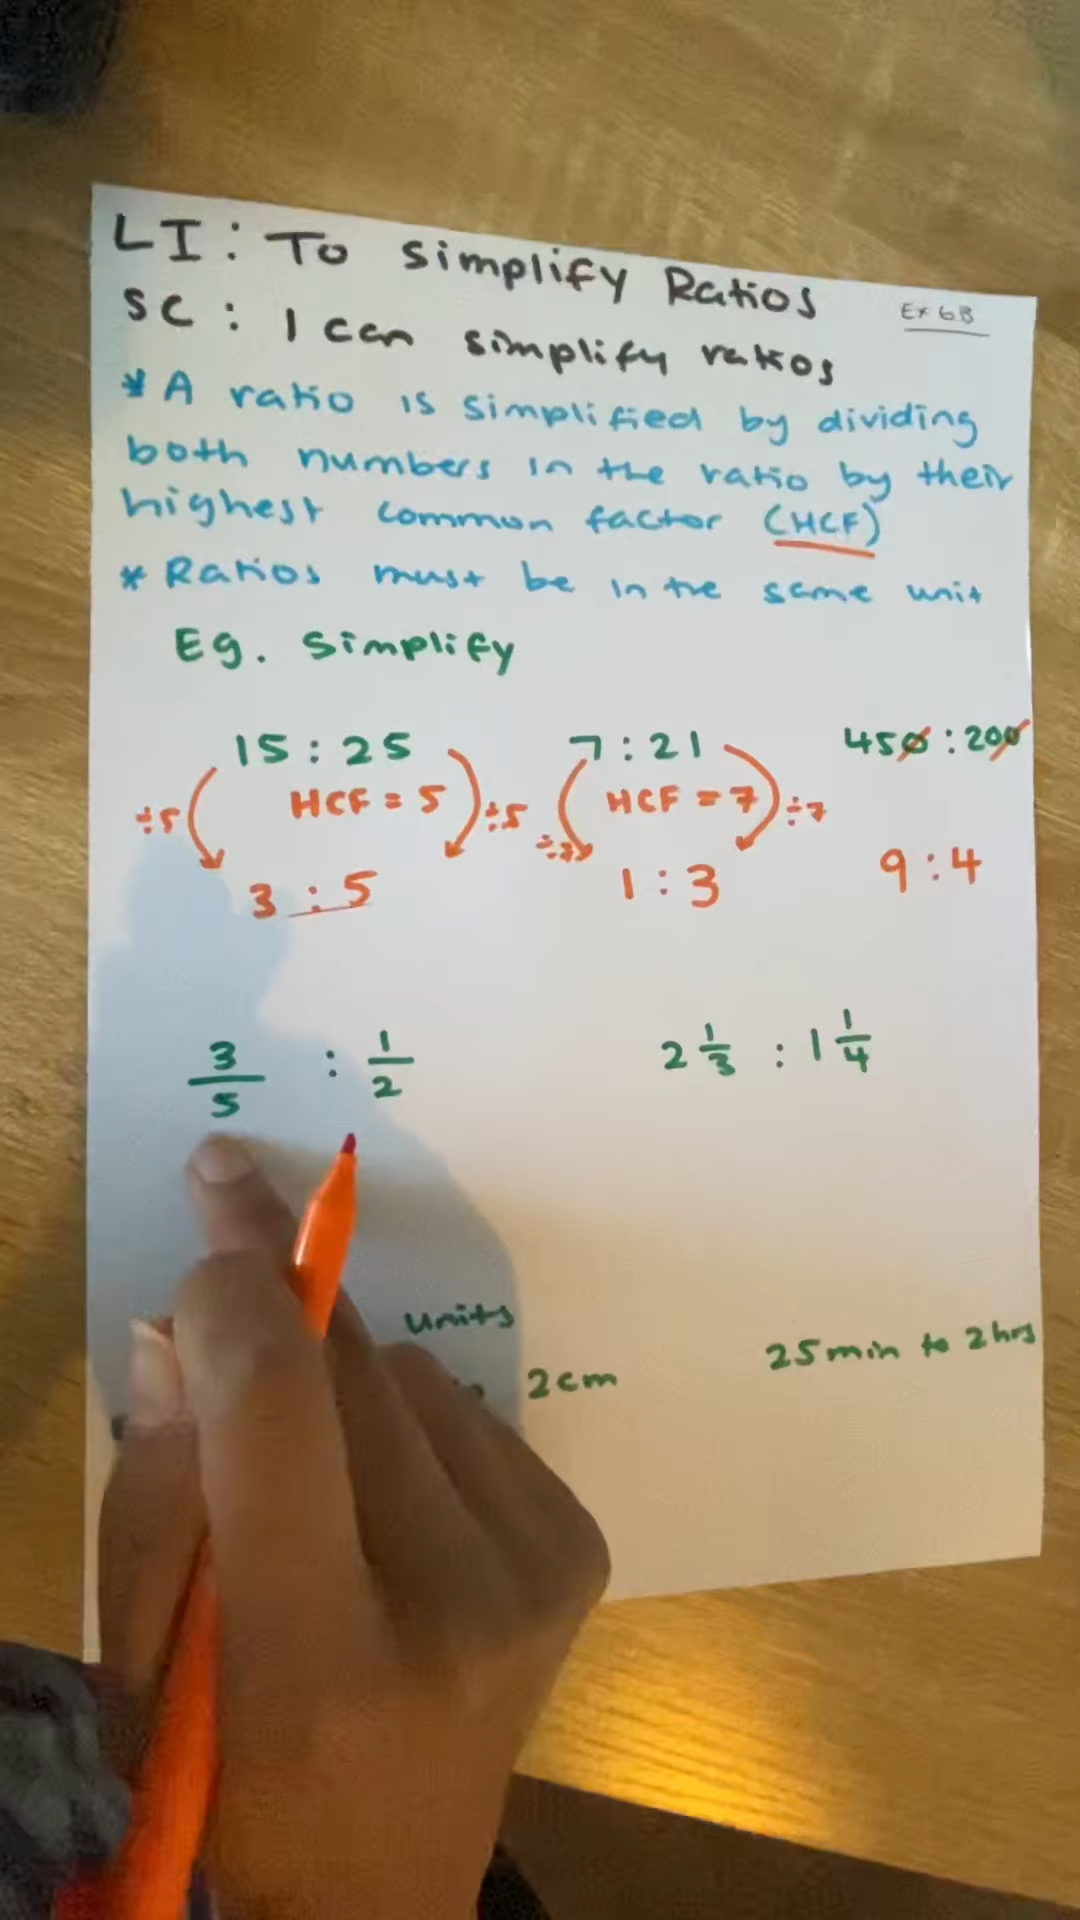 LI: To simplify Ratios
Ex 6B
SC: I can simplify ratios
* A ratio is simplified by dividing
both numbers in the ratio by their
highest common factor (HCF)
* Ratios must be in the same unit
Eg. Simplify
15 : 25
7 : 21
450 : 200
÷5 HCF = 5 ÷5
÷7 HCF = 7 ÷7
3 : 5
1 : 3
9 : 4
3/5 : 1/2
2 1/3 : 1 1/4
units
2cm
25min to 2hrs